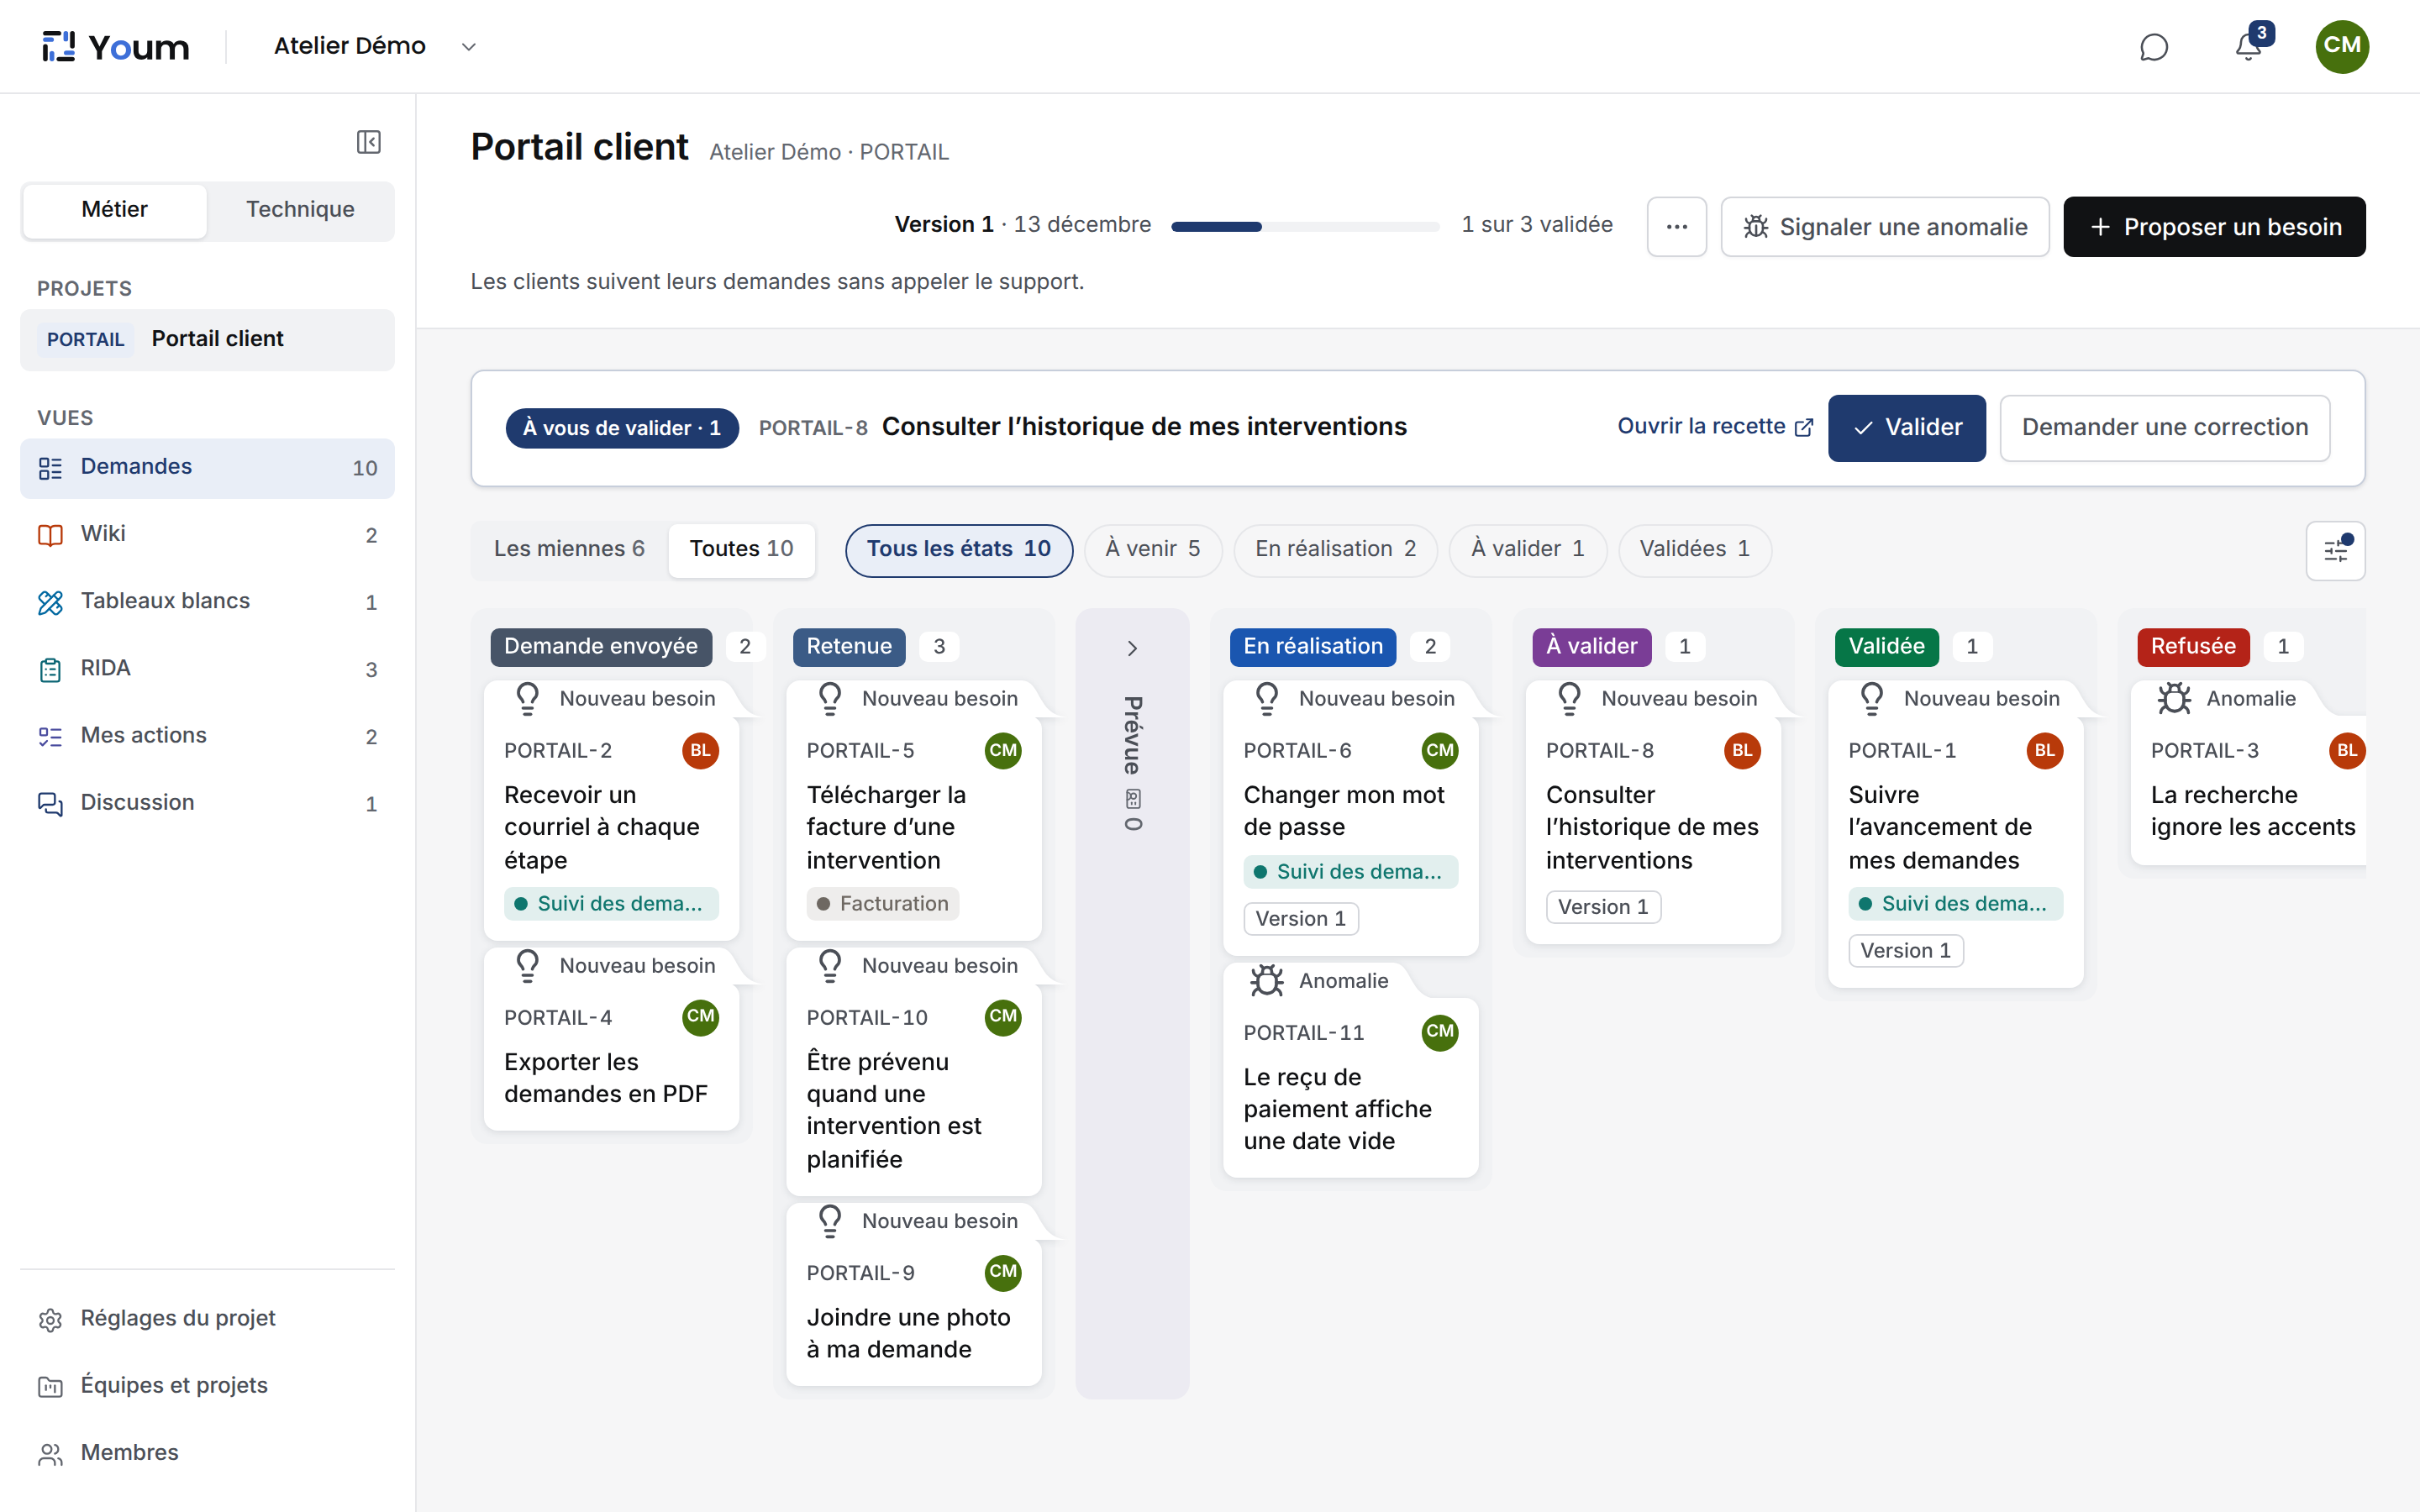 Youm
Atelier Démo
3
CM
Métier
Technique
PROJETS
PORTAIL Portail client
VUES
Demandes 10
Wiki 2
Tableaux blancs 1
RIDA 3
Mes actions 2
Discussion 1
Réglages du projet
Équipes et projets
Membres
Portail client Atelier Démo · PORTAIL
Version 1 · 13 décembre 1 sur 3 validée
... Signaler une anomalie + Proposer un besoin
Les clients suivent leurs demandes sans appeler le support.
À vous de valider · 1 PORTAIL-8 Consulter l’historique de mes interventions Ouvrir la recette Valider Demander une correction
Les miennes 6 Toutes 10 Tous les états 10 À venir 5 En réalisation 2 À valider 1 Validées 1
Demande envoyée 2
Nouveau besoin
PORTAIL-2 BL
Recevoir un
courriel à chaque
étape
Suivi des dema...
Nouveau besoin
PORTAIL-4 CM
Exporter les
demandes en PDF
Retenue 3
Nouveau besoin
PORTAIL-5 CM
Télécharger la
facture d’une
intervention
Facturation
Nouveau besoin
PORTAIL-10 CM
Être prévenu
quand une
intervention est
planifiée
Nouveau besoin
PORTAIL-9 CM
Joindre une photo
à ma demande
Prévue 0
En réalisation 2
Nouveau besoin
PORTAIL-6 CM
Changer mon mot
de passe
Suivi des dema...
Version 1
Anomalie
PORTAIL-11 CM
Le reçu de
paiement affiche
une date vide
À valider 1
Nouveau besoin
PORTAIL-8 BL
Consulter
l’historique de mes
interventions
Version 1
Validée 1
Nouveau besoin
PORTAIL-1 BL
Suivre
l’avancement de
mes demandes
Suivi des dema...
Version 1
Refusée 1
Anomalie
PORTAIL-3 BL
La recherche
ignore les accents